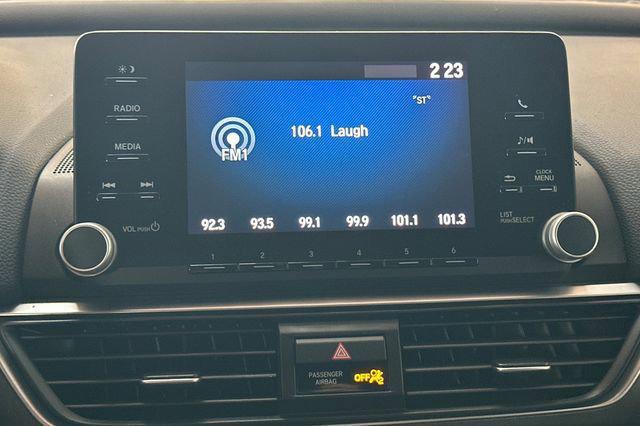 2 23
"ST"
106.1 Laugh
FM1
92.3 93.5 99.1 99.9 101.1 101.3
RADIO
MEDIA
VOL PUSH
CLOCK
MENU
LIST
PUSH SELECT
1 2 3 4 5 6
PASSENGER
AIRBAG
OFF 2